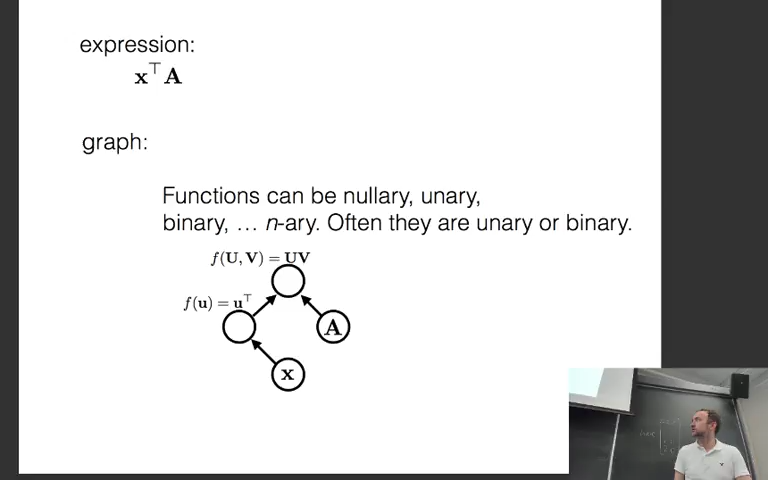 expression:
x⊤A
graph:
Functions can be nullary, unary,
binary, … n-ary. Often they are unary or binary.
f(U, V) = UV
f(u) = u⊤
A
x